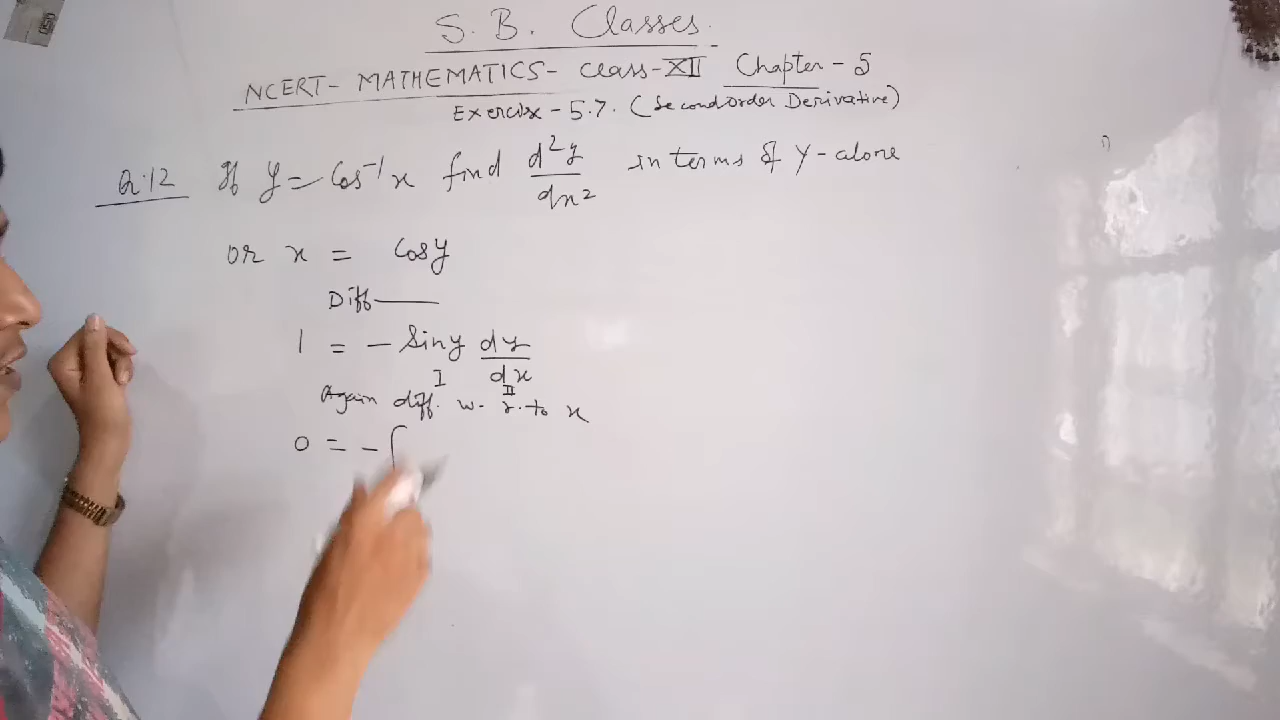 S. B. Classes.
NCERT - MATHEMATICS - Class - XII Chapter - 5
Exercise - 5.7. (Second order Derivative)
Q.12 If y = Cos⁻¹x find d²y/dx² in terms of y - alone
or x = Cos y
Diff
1 = - Sin y dy/dx
I II
Again diff. w. r. to x
0 = - [